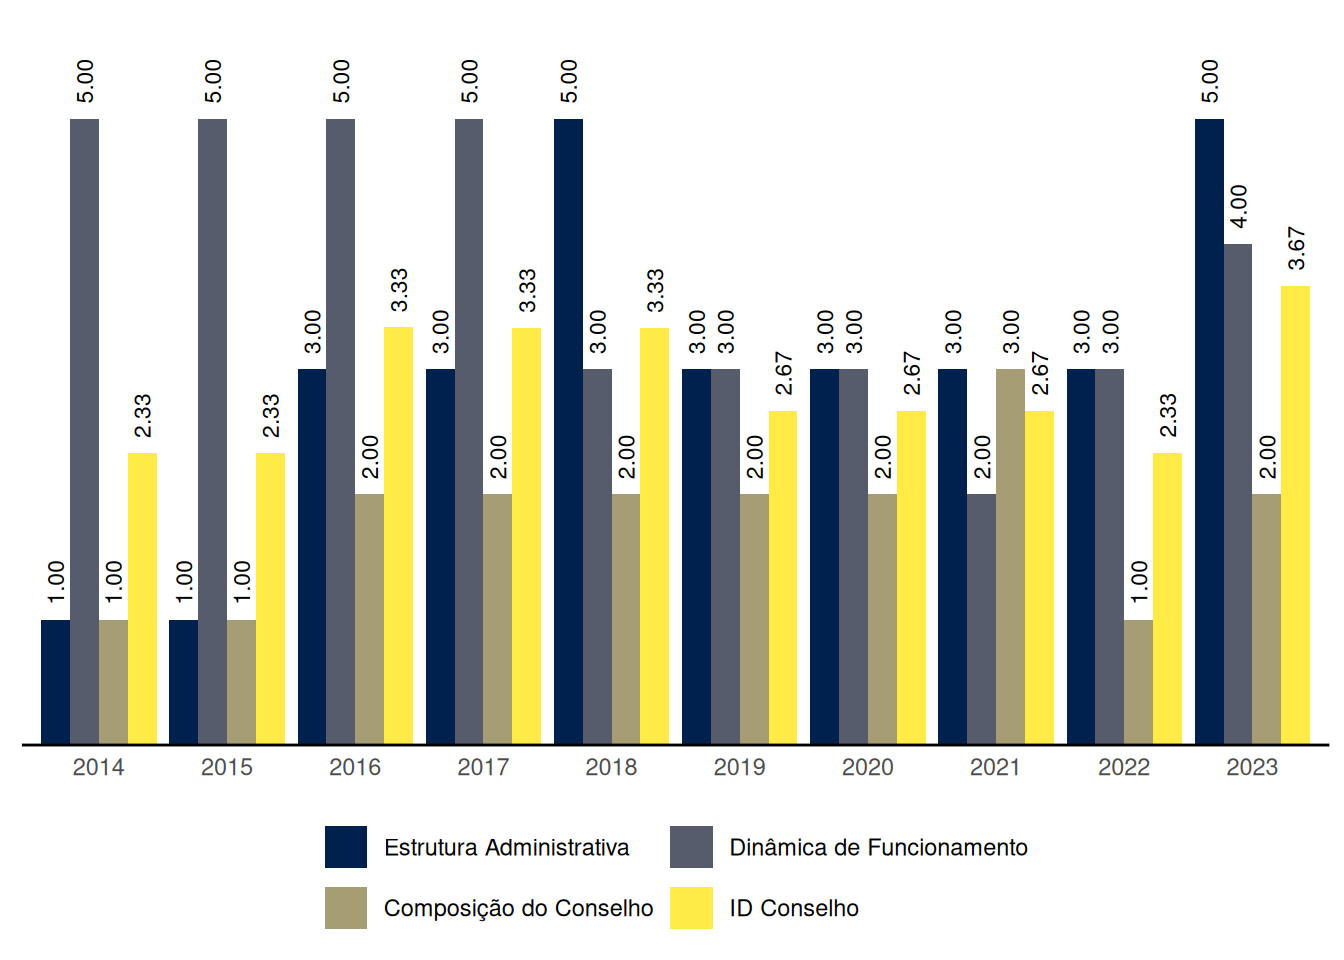 1.00 5.00 1.00 2.33 1.00 5.00 1.00 2.33 3.00 5.00 2.00 3.33 3.00 5.00 2.00 3.33 5.00 3.00 2.00 3.33 3.00 3.00 2.00 2.67 3.00 3.00 2.00 2.67 3.00 2.00 3.00 2.67 3.00 3.00 1.00 2.33 5.00 4.00 2.00 3.67
2014 2015 2016 2017 2018 2019 2020 2021 2022 2023
Estrutura Administrativa Dinâmica de Funcionamento
Composição do Conselho ID Conselho